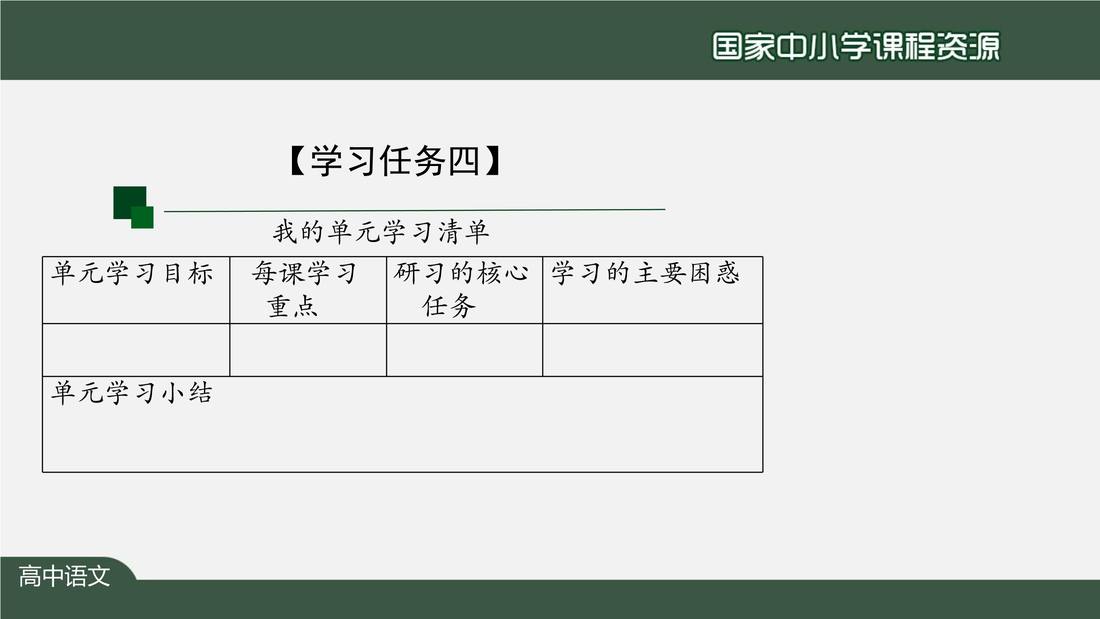 国家中小学课程资源
【学习任务四】
我的单元学习清单
单元学习目标
每课学习
重点
研习的核心
任务
学习的主要困惑
单元学习小结
高中语文